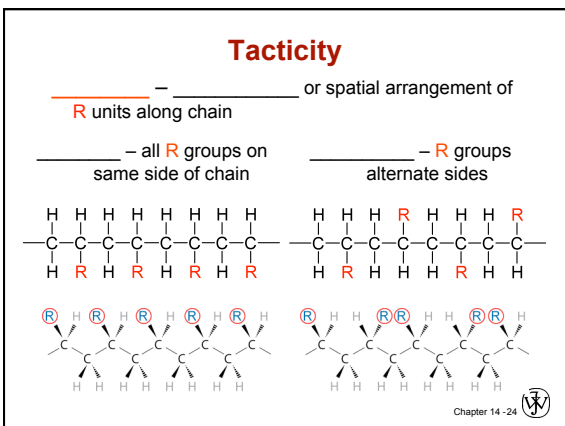 Tacticity
________ – ____________ or spatial arrangement of
R units along chain
________ – all R groups on
same side of chain
H H H H H H H H
C C C C C C C C
H R H R H R H R
R H R H R H R H R H
C C C C C
C C C C
H H H H H H H H
__________ – R groups
alternate sides
H H H R H H H R
C C C C C C C C
H R H H H R H H
R H H R R H H R R H
C C C C C
C C C C
H H H H H H H H
Chapter 14 -24